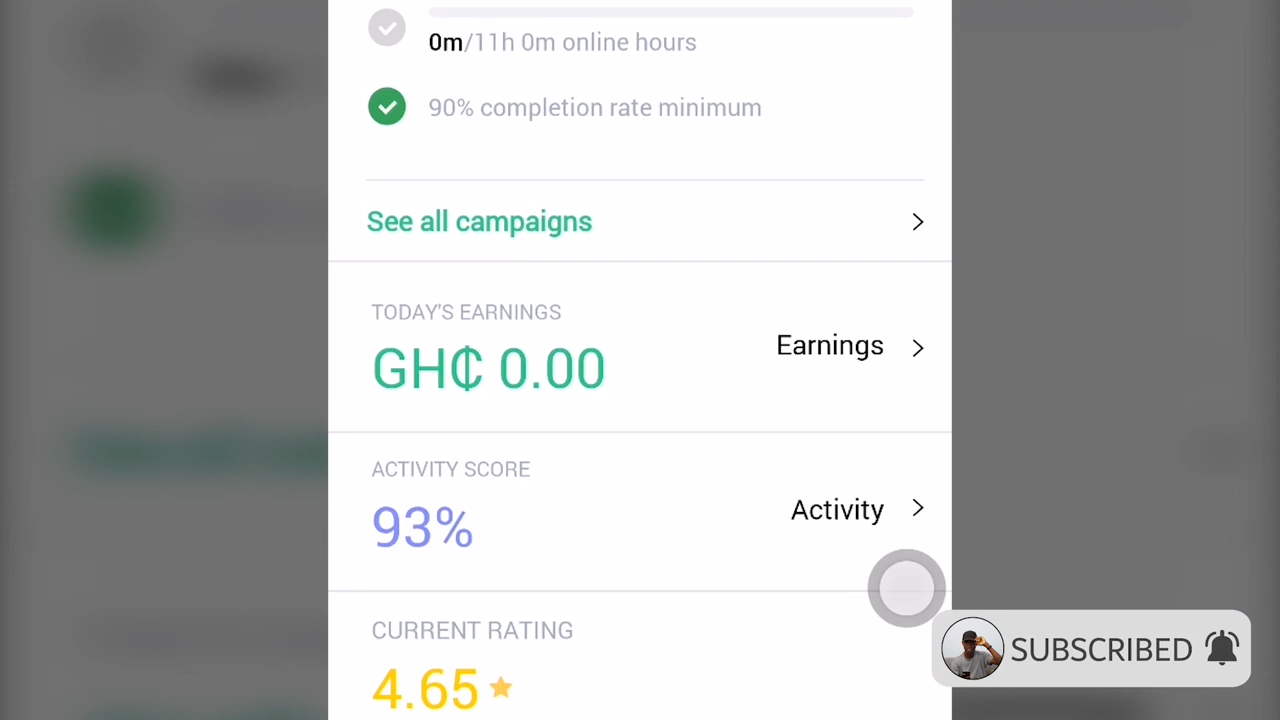 0m/11h 0m online hours
90% completion rate minimum
See all campaigns
TODAY'S EARNINGS
GH₵ 0.00
Earnings
ACTIVITY SCORE
93%
Activity
CURRENT RATING
4.65
SUBSCRIBED